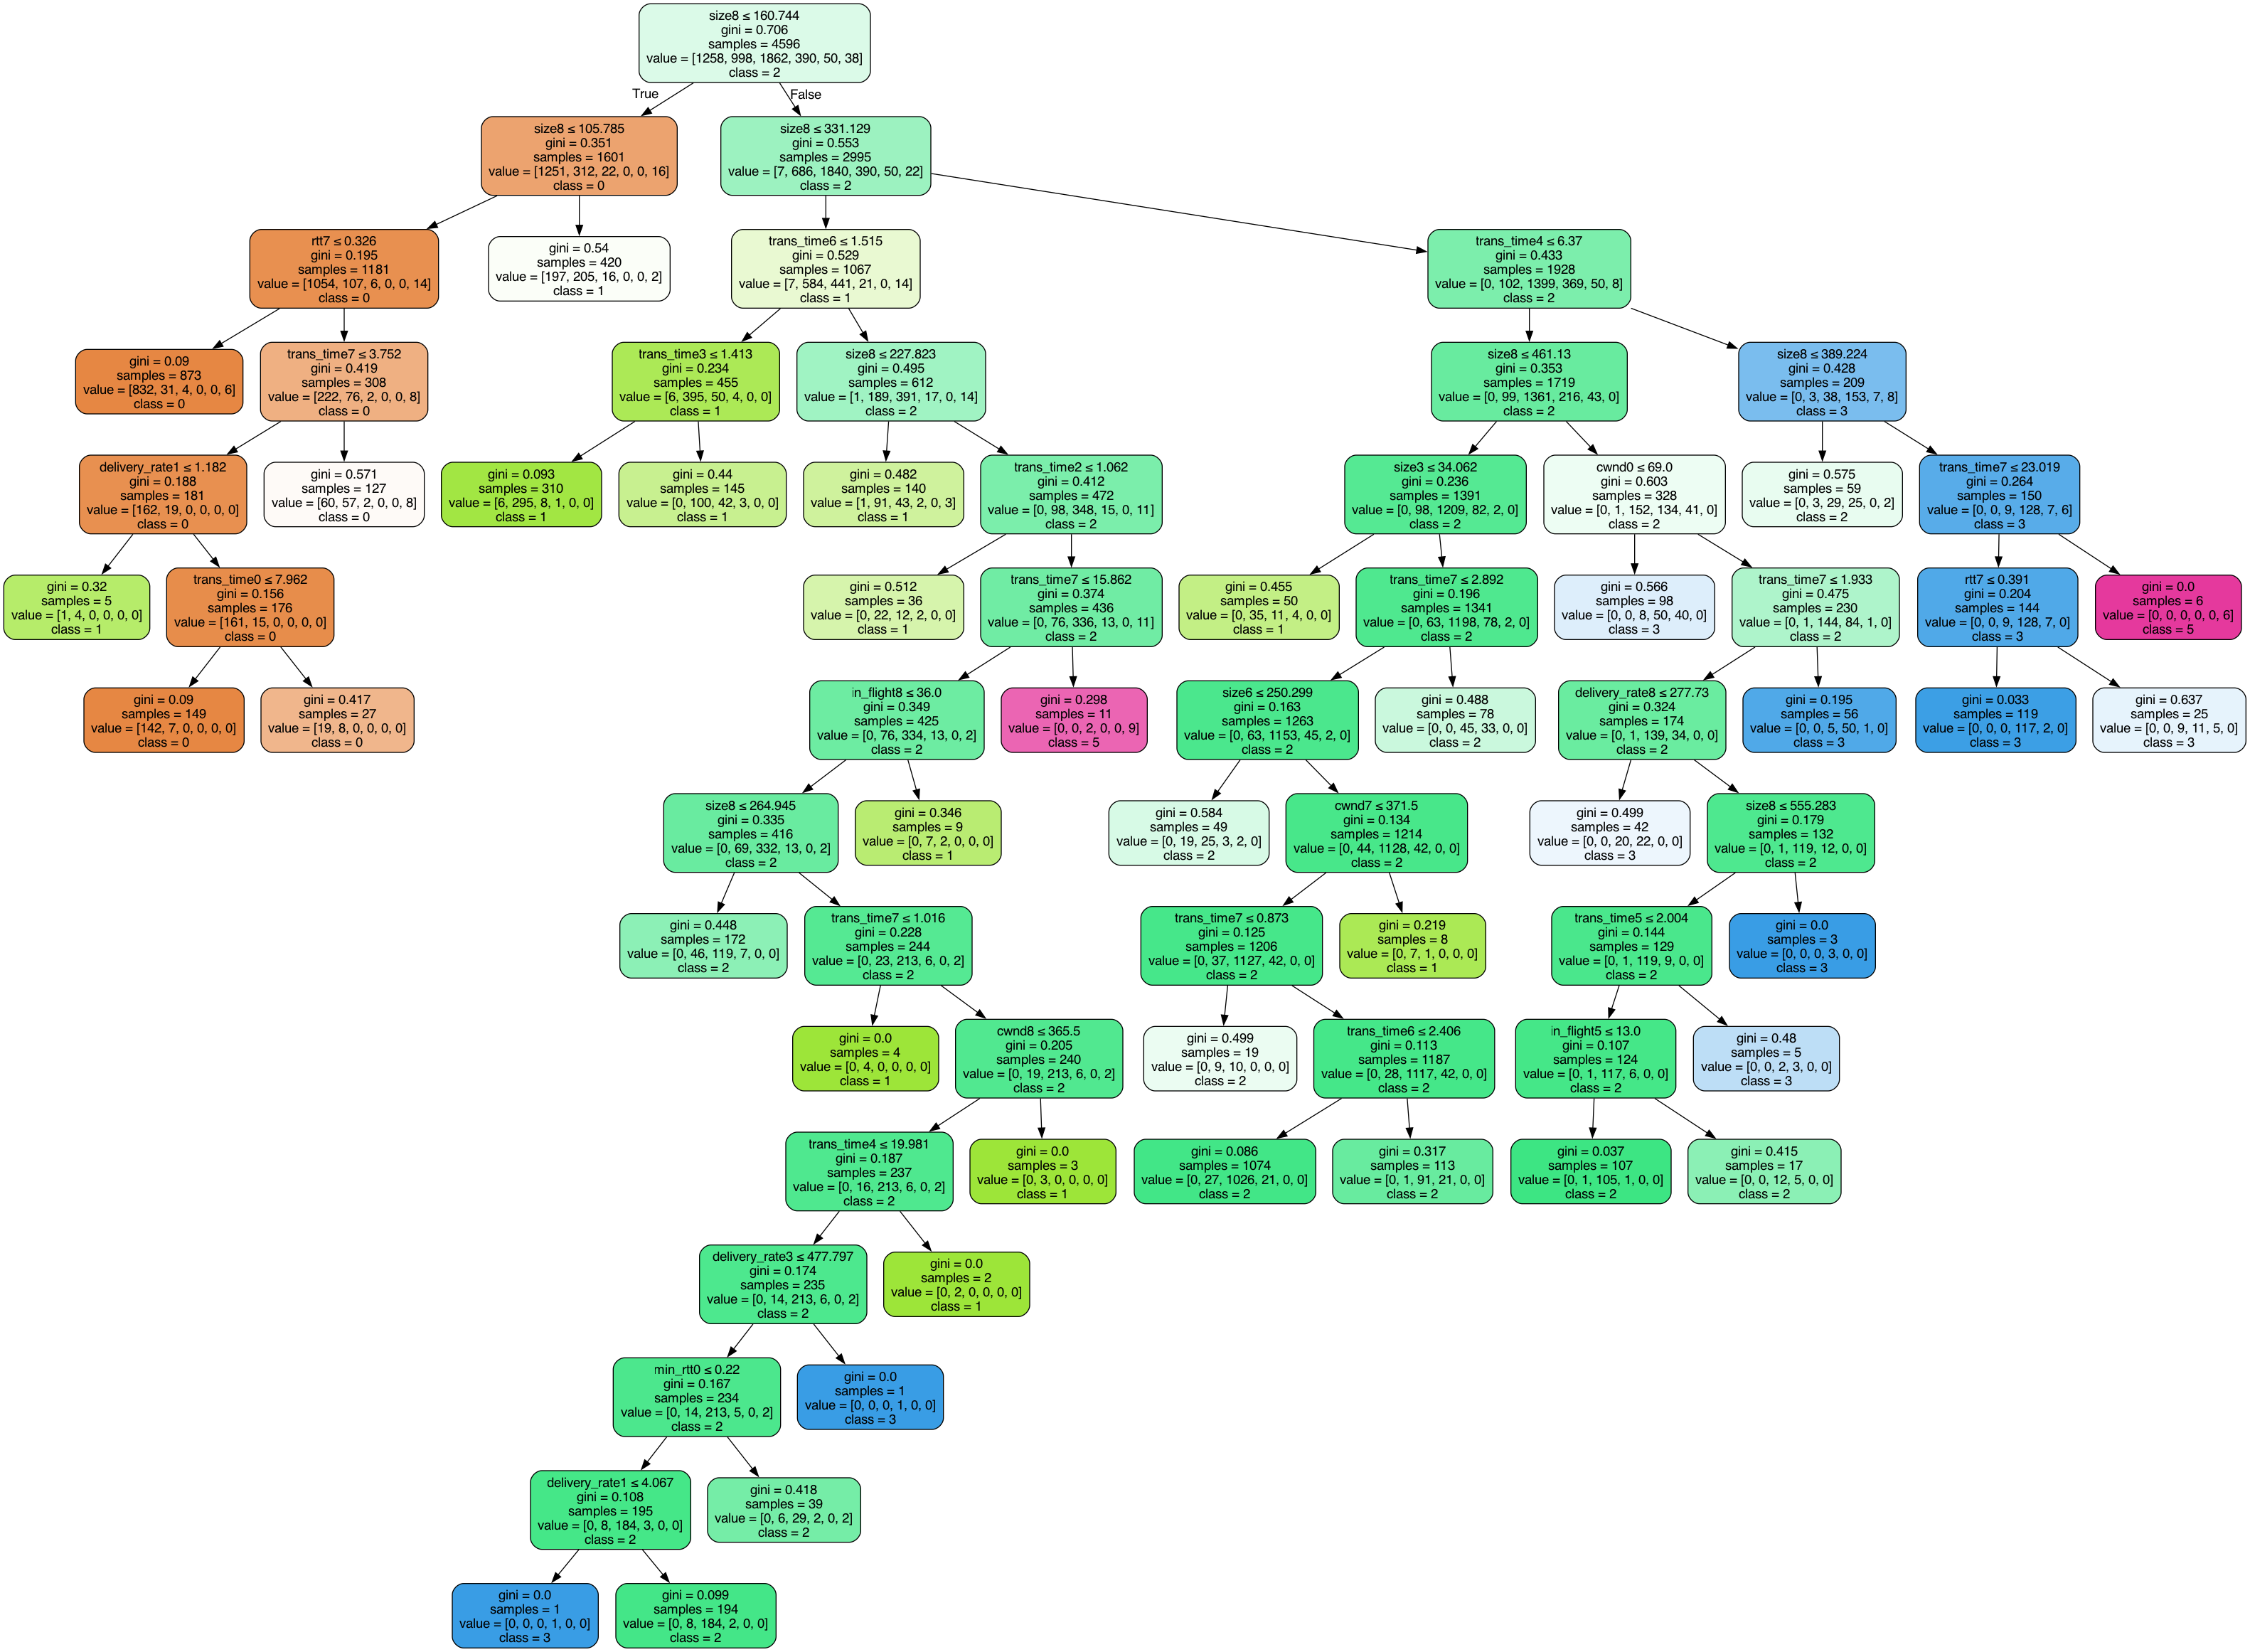 size8 ≤ 160.744
gini = 0.706
samples = 4596
value = [1258, 998, 1862, 390, 50, 38]
class = 2
True
False
size8 ≤ 105.785
gini = 0.351
samples = 1601
value = [1251, 312, 22, 0, 0, 16]
class = 0
size8 ≤ 331.129
gini = 0.553
samples = 2995
value = [7, 686, 1840, 390, 50, 22]
class = 2
rtt7 ≤ 0.326
gini = 0.195
samples = 1181
value = [1054, 107, 6, 0, 0, 14]
class = 0
gini = 0.54
samples = 420
value = [197, 205, 16, 0, 0, 2]
class = 1
trans_time6 ≤ 1.515
gini = 0.529
samples = 1067
value = [7, 584, 441, 21, 0, 14]
class = 1
trans_time4 ≤ 6.37
gini = 0.433
samples = 1928
value = [0, 102, 1399, 369, 50, 8]
class = 2
gini = 0.09
samples = 873
value = [832, 31, 4, 0, 0, 6]
class = 0
trans_time7 ≤ 3.752
gini = 0.419
samples = 308
value = [222, 76, 2, 0, 0, 8]
class = 0
trans_time3 ≤ 1.413
gini = 0.234
samples = 455
value = [6, 395, 50, 4, 0, 0]
class = 1
size8 ≤ 227.823
gini = 0.495
samples = 612
value = [1, 189, 391, 17, 0, 14]
class = 2
size8 ≤ 461.13
gini = 0.353
samples = 1719
value = [0, 99, 1361, 216, 43, 0]
class = 2
size8 ≤ 389.224
gini = 0.428
samples = 209
value = [0, 3, 38, 153, 7, 8]
class = 3
delivery_rate1 ≤ 1.182
gini = 0.188
samples = 181
value = [162, 19, 0, 0, 0, 0]
class = 0
gini = 0.571
samples = 127
value = [60, 57, 2, 0, 0, 8]
class = 0
gini = 0.093
samples = 310
value = [6, 295, 8, 1, 0, 0]
class = 1
gini = 0.44
samples = 145
value = [0, 100, 42, 3, 0, 0]
class = 1
gini = 0.482
samples = 140
value = [1, 91, 43, 2, 0, 3]
class = 1
trans_time2 ≤ 1.062
gini = 0.412
samples = 472
value = [0, 98, 348, 15, 0, 11]
class = 2
size3 ≤ 34.062
gini = 0.236
samples = 1391
value = [0, 98, 1209, 82, 2, 0]
class = 2
cwnd0 ≤ 69.0
gini = 0.603
samples = 328
value = [0, 1, 152, 134, 41, 0]
class = 2
gini = 0.575
samples = 59
value = [0, 3, 29, 25, 0, 2]
class = 2
trans_time7 ≤ 23.019
gini = 0.264
samples = 150
value = [0, 0, 9, 128, 7, 6]
class = 3
gini = 0.32
samples = 5
value = [1, 4, 0, 0, 0, 0]
class = 1
trans_time0 ≤ 7.962
gini = 0.156
samples = 176
value = [161, 15, 0, 0, 0, 0]
class = 0
gini = 0.512
samples = 36
value = [0, 22, 12, 2, 0, 0]
class = 1
trans_time7 ≤ 15.862
gini = 0.374
samples = 436
value = [0, 76, 336, 13, 0, 11]
class = 2
gini = 0.455
samples = 50
value = [0, 35, 11, 4, 0, 0]
class = 1
trans_time7 ≤ 2.892
gini = 0.196
samples = 1341
value = [0, 63, 1198, 78, 2, 0]
class = 2
gini = 0.566
samples = 98
value = [0, 0, 8, 50, 40, 0]
class = 3
trans_time7 ≤ 1.933
gini = 0.475
samples = 230
value = [0, 1, 144, 84, 1, 0]
class = 2
rtt7 ≤ 0.391
gini = 0.204
samples = 144
value = [0, 0, 9, 128, 7, 0]
class = 3
gini = 0.0
samples = 6
value = [0, 0, 0, 0, 0, 6]
class = 5
gini = 0.09
samples = 149
value = [142, 7, 0, 0, 0, 0]
class = 0
gini = 0.417
samples = 27
value = [19, 8, 0, 0, 0, 0]
class = 0
in_flight8 ≤ 36.0
gini = 0.349
samples = 425
value = [0, 76, 334, 13, 0, 2]
class = 2
gini = 0.298
samples = 11
value = [0, 0, 2, 0, 0, 9]
class = 5
size6 ≤ 250.299
gini = 0.163
samples = 1263
value = [0, 63, 1153, 45, 2, 0]
class = 2
gini = 0.488
samples = 78
value = [0, 0, 45, 33, 0, 0]
class = 2
delivery_rate8 ≤ 277.73
gini = 0.324
samples = 174
value = [0, 1, 139, 34, 0, 0]
class = 2
gini = 0.195
samples = 56
value = [0, 0, 5, 50, 1, 0]
class = 3
gini = 0.033
samples = 119
value = [0, 0, 0, 117, 2, 0]
class = 3
gini = 0.637
samples = 25
value = [0, 0, 9, 11, 5, 0]
class = 3
size8 ≤ 264.945
gini = 0.335
samples = 416
value = [0, 69, 332, 13, 0, 2]
class = 2
gini = 0.346
samples = 9
value = [0, 7, 2, 0, 0, 0]
class = 1
gini = 0.584
samples = 49
value = [0, 19, 25, 3, 2, 0]
class = 2
cwnd7 ≤ 371.5
gini = 0.134
samples = 1214
value = [0, 44, 1128, 42, 0, 0]
class = 2
gini = 0.499
samples = 42
value = [0, 0, 20, 22, 0, 0]
class = 3
size8 ≤ 555.283
gini = 0.179
samples = 132
value = [0, 1, 119, 12, 0, 0]
class = 2
gini = 0.448
samples = 172
value = [0, 46, 119, 7, 0, 0]
class = 2
trans_time7 ≤ 1.016
gini = 0.228
samples = 244
value = [0, 23, 213, 6, 0, 2]
class = 2
trans_time7 ≤ 0.873
gini = 0.125
samples = 1206
value = [0, 37, 1127, 42, 0, 0]
class = 2
gini = 0.219
samples = 8
value = [0, 7, 1, 0, 0, 0]
class = 1
trans_time5 ≤ 2.004
gini = 0.144
samples = 129
value = [0, 1, 119, 9, 0, 0]
class = 2
gini = 0.0
samples = 3
value = [0, 0, 0, 3, 0, 0]
class = 3
gini = 0.0
samples = 4
value = [0, 4, 0, 0, 0, 0]
class = 1
cwnd8 ≤ 365.5
gini = 0.205
samples = 240
value = [0, 19, 213, 6, 0, 2]
class = 2
gini = 0.499
samples = 19
value = [0, 9, 10, 0, 0, 0]
class = 2
trans_time6 ≤ 2.406
gini = 0.113
samples = 1187
value = [0, 28, 1117, 42, 0, 0]
class = 2
in_flight5 ≤ 13.0
gini = 0.107
samples = 124
value = [0, 1, 117, 6, 0, 0]
class = 2
gini = 0.48
samples = 5
value = [0, 0, 2, 3, 0, 0]
class = 3
trans_time4 ≤ 19.981
gini = 0.187
samples = 237
value = [0, 16, 213, 6, 0, 2]
class = 2
gini = 0.0
samples = 3
value = [0, 3, 0, 0, 0, 0]
class = 1
gini = 0.086
samples = 1074
value = [0, 27, 1026, 21, 0, 0]
class = 2
gini = 0.317
samples = 113
value = [0, 1, 91, 21, 0, 0]
class = 2
gini = 0.037
samples = 107
value = [0, 1, 105, 1, 0, 0]
class = 2
gini = 0.415
samples = 17
value = [0, 0, 12, 5, 0, 0]
class = 2
delivery_rate3 ≤ 477.797
gini = 0.174
samples = 235
value = [0, 14, 213, 6, 0, 2]
class = 2
gini = 0.0
samples = 2
value = [0, 2, 0, 0, 0, 0]
class = 1
min_rtt0 ≤ 0.22
gini = 0.167
samples = 234
value = [0, 14, 213, 5, 0, 2]
class = 2
gini = 0.0
samples = 1
value = [0, 0, 0, 1, 0, 0]
class = 3
delivery_rate1 ≤ 4.067
gini = 0.108
samples = 195
value = [0, 8, 184, 3, 0, 0]
class = 2
gini = 0.418
samples = 39
value = [0, 6, 29, 2, 0, 2]
class = 2
gini = 0.0
samples = 1
value = [0, 0, 0, 1, 0, 0]
class = 3
gini = 0.099
samples = 194
value = [0, 8, 184, 2, 0, 0]
class = 2